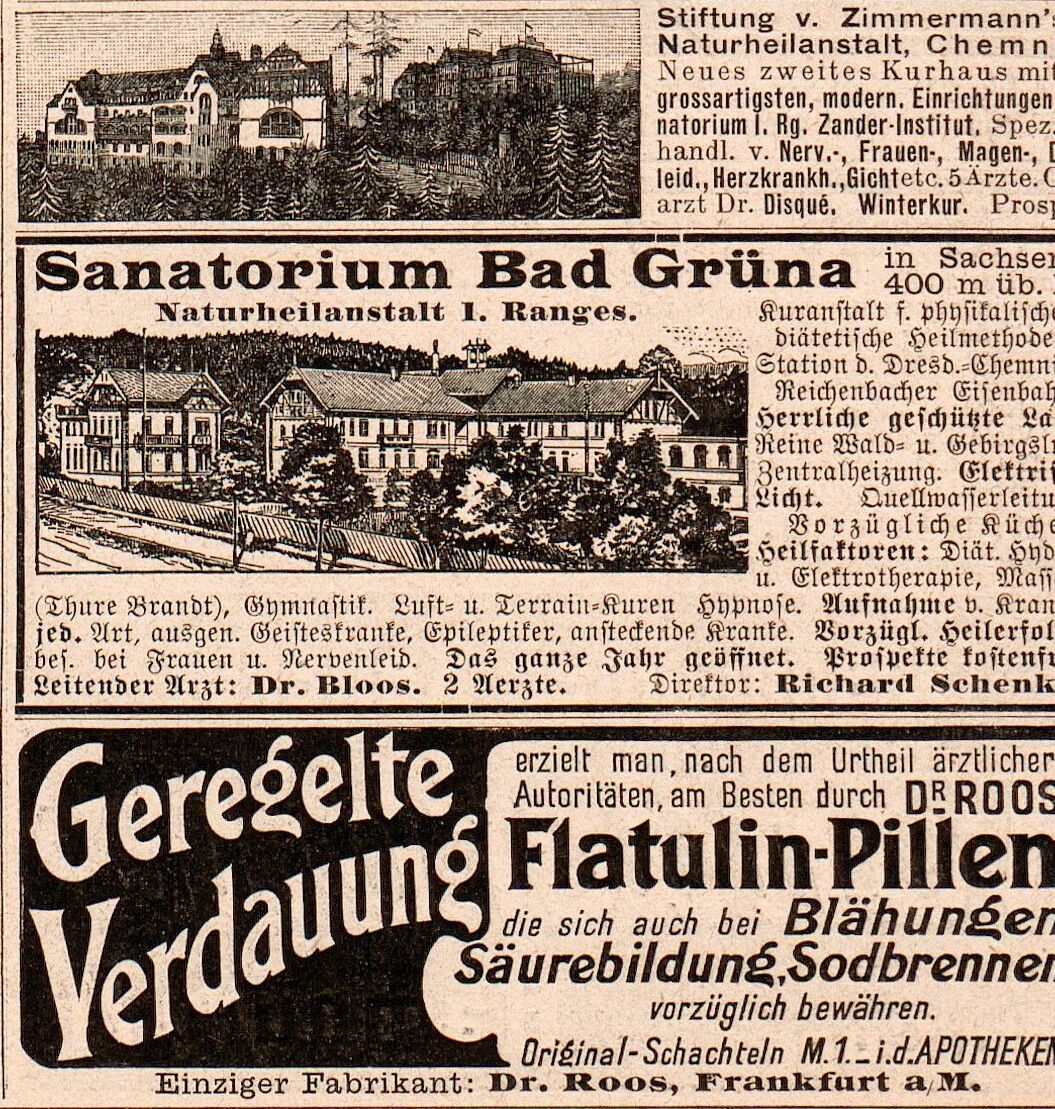 Stiftung v. Zimmermann's
Naturheilanstalt, Chemn
Neues zweites Kurhaus mit
grossartigsten, modern. Einrichtungen
natorium I. Rg. Zander-Institut. Spez.
handl. v. Nerv.-, Frauen-, Magen-, D
leid., Herzkrankh., Gicht etc. 5 Ärzte. C
arzt Dr. Disqué. Winterkur. Prosp
Sanatorium Bad Grüna
in Sachsen
400 m üb.
Naturheilanstalt I. Ranges.
Kuranstalt f. physikalische
diätetische Heilmethode
Station d. Dresd.-Chemni
Reichenbacher Eisenbah
Herrliche geschützte La
Reine Wald- u. Gebirgslu
Zentralheizung. Elektri
Licht. Quellwasserleitu
Vorzügliche Küche
Heilfaktoren: Diät. Hyd
u. Elektrotherapie, Mass
(Thure Brandt), Gymnastik. Luft- u. Terrain-Kuren Hypnose. Aufnahme v. Kran
jed. Art, ausgen. Geisteskranke, Epileptiker, ansteckende Kranke. Vorzügl. Heilerfol
bes. bei Frauen u. Nervenleid. Das ganze Jahr geöffnet. Prospekte kostenfr
Leitender Arzt: Dr. Bloos. 2 Aerzte. Direktor: Richard Schenk
Geregelte
Verdauung
erzielt man, nach dem Urtheil ärztlicher
Autoritäten, am Besten durch DR ROOS
Flatulin-Pillen
die sich auch bei Blähungen
Säurebildung, Sodbrennen
vorzüglich bewähren.
Original-Schachteln M.1.– i.d. APOTHEKEN
Einziger Fabrikant: Dr. Roos, Frankfurt a/M.